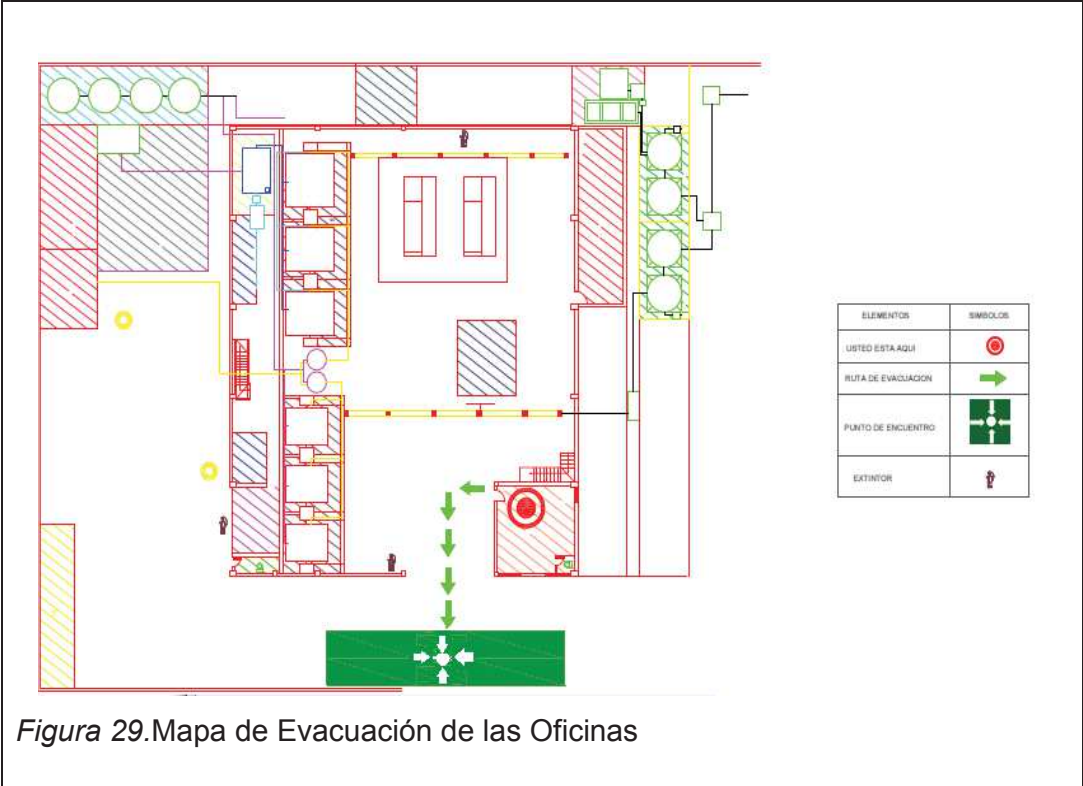 ELEMENTOS SIMBOLOS
USTED ESTA AQUI
RUTA DE EVACUACION
PUNTO DE ENCUENTRO
EXTINTOR
Figura 29.Mapa de Evacuación de las Oficinas